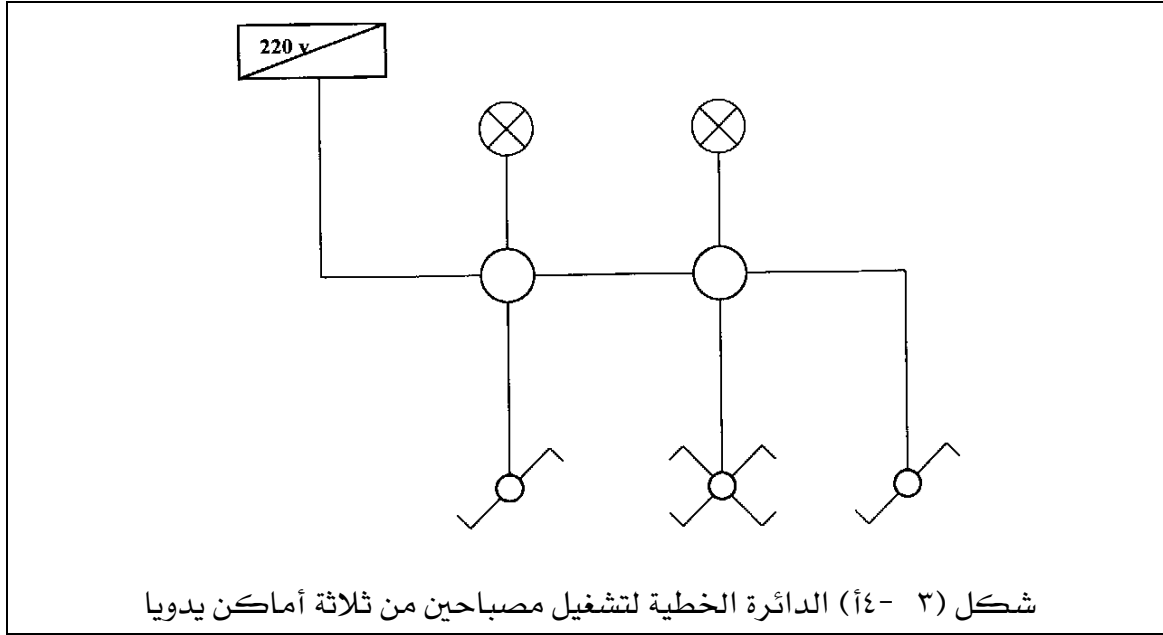 220 v
شكل (٣ -٤أ) الدائرة الخطية لتشغيل مصباحين من ثلاثة أماكن يدويا